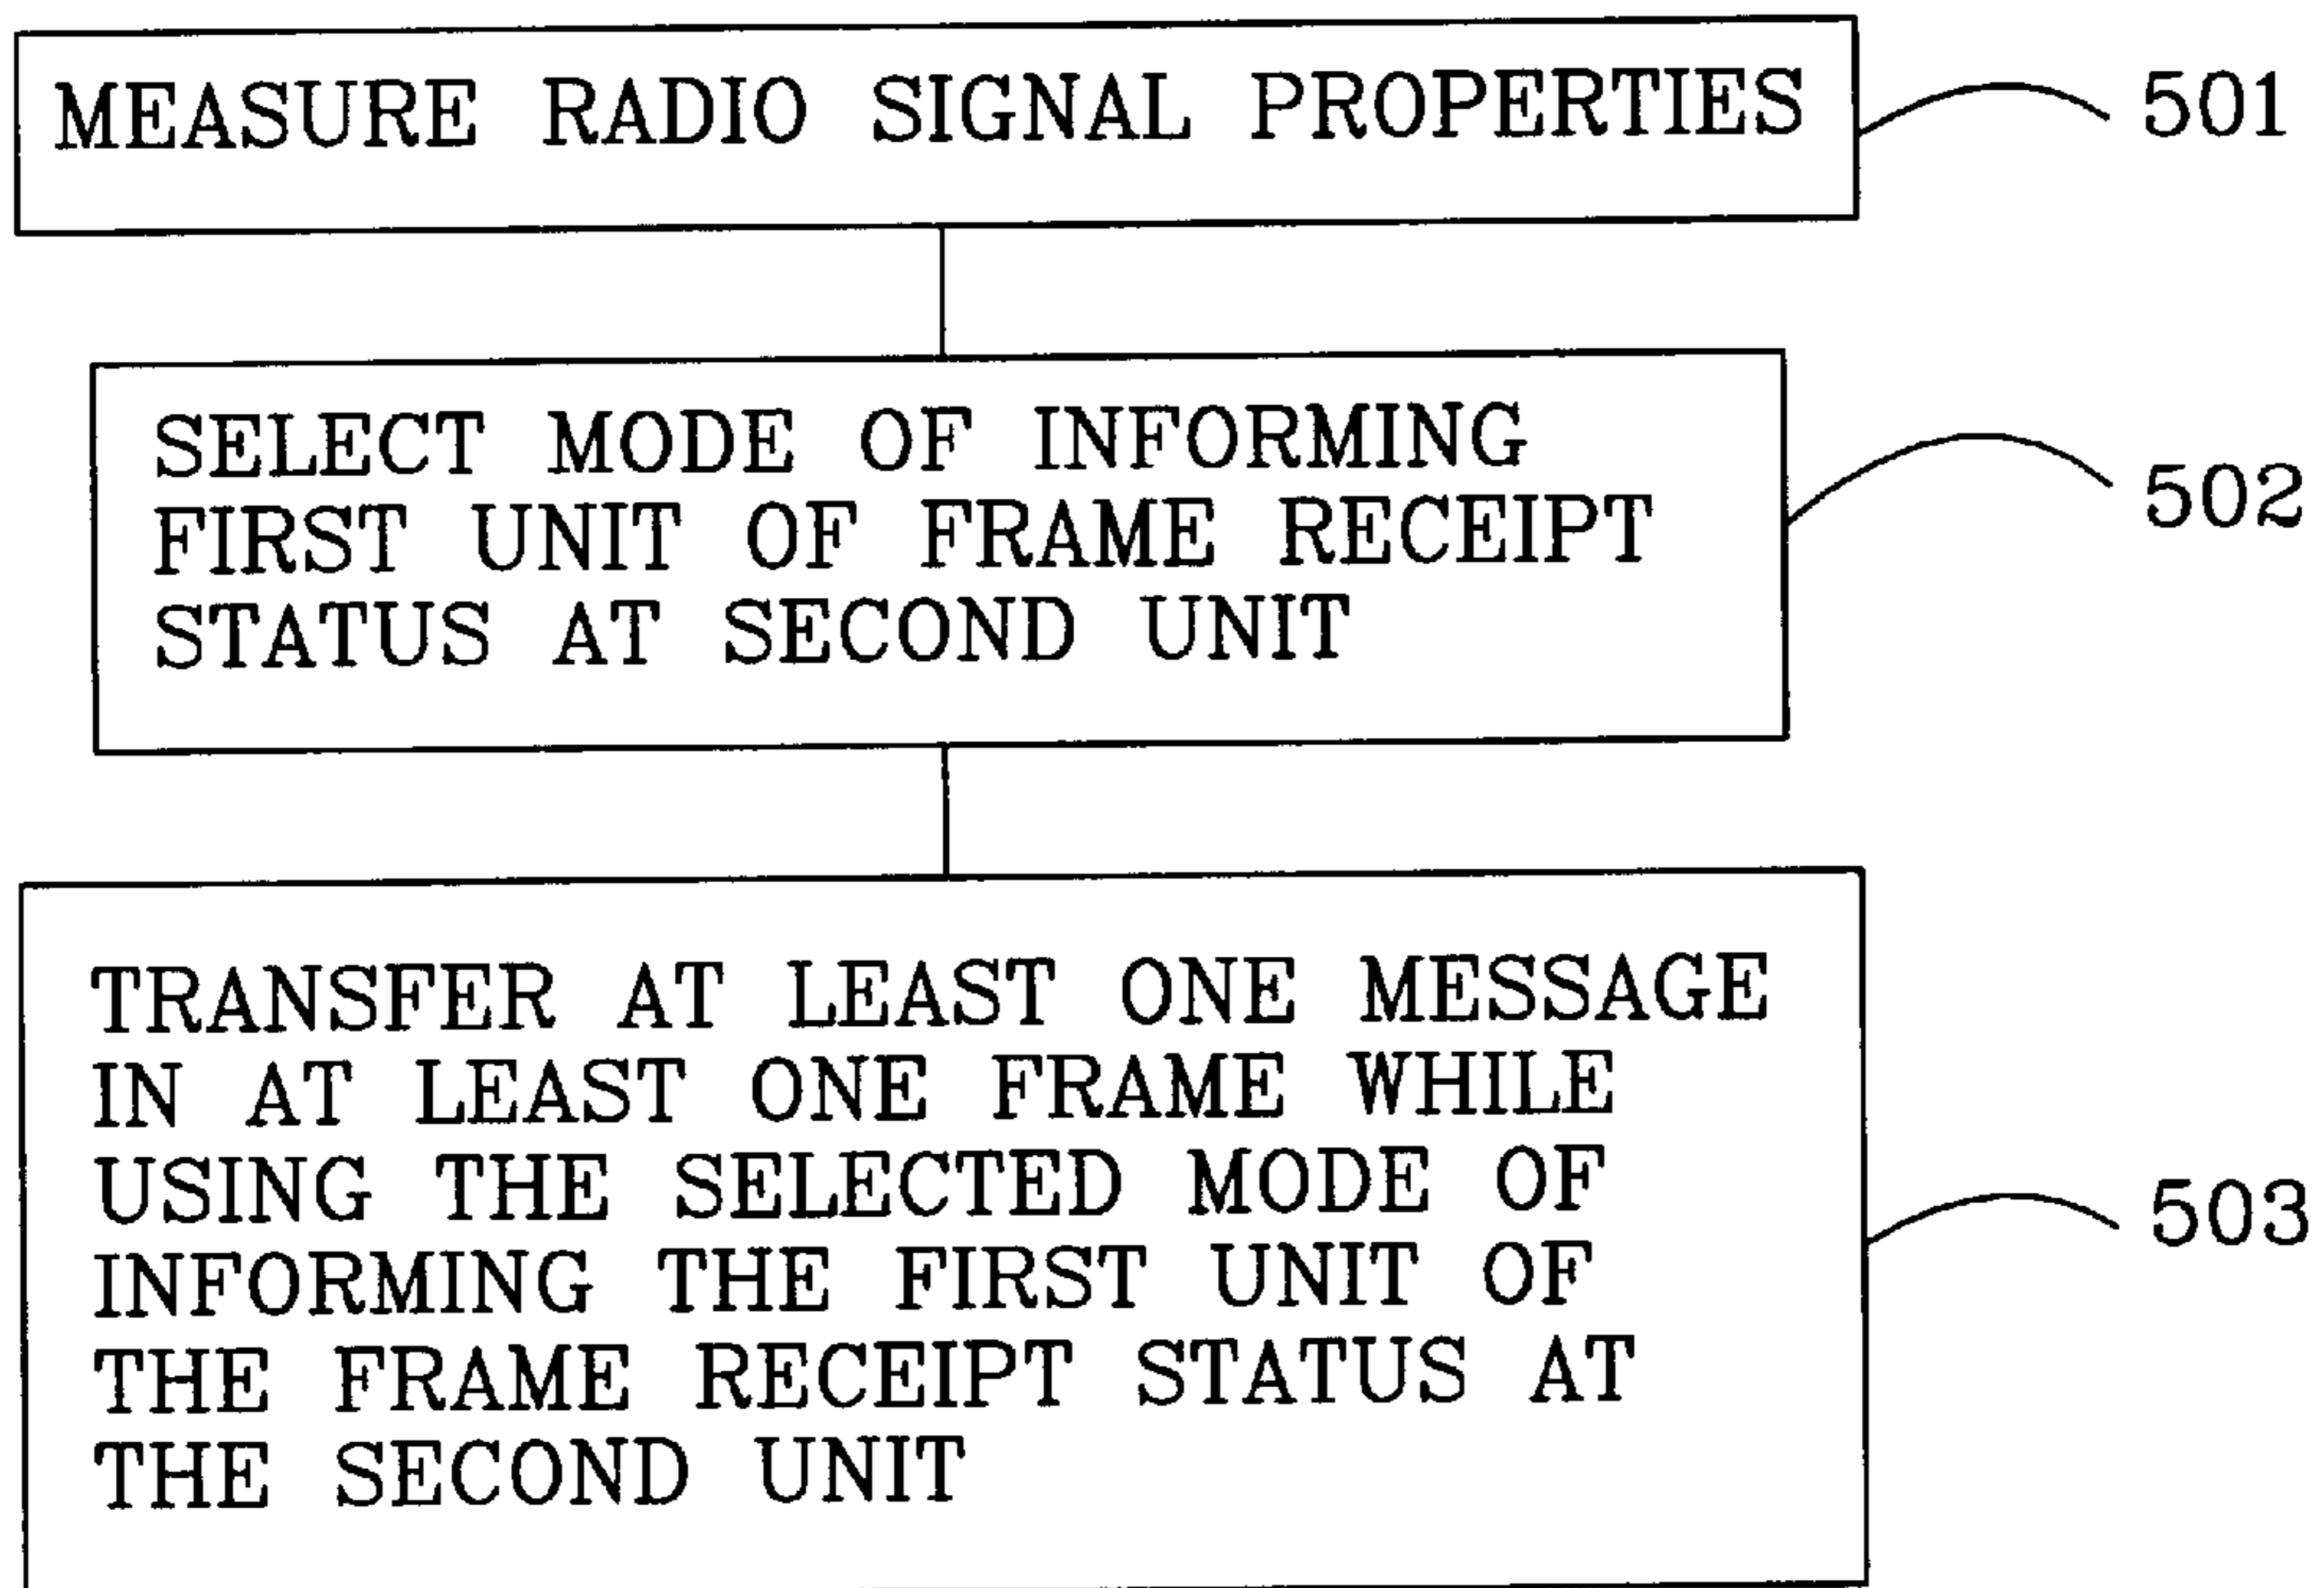 MEASURE RADIO SIGNAL PROPERTIES
501
SELECT MODE OF INFORMING
FIRST UNIT OF FRAME RECEIPT
STATUS AT SECOND UNIT
502
TRANSFER AT LEAST ONE MESSAGE
IN AT LEAST ONE FRAME WHILE
USING THE SELECTED MODE OF
INFORMING THE FIRST UNIT OF
THE FRAME RECEIPT STATUS AT
THE SECOND UNIT
503